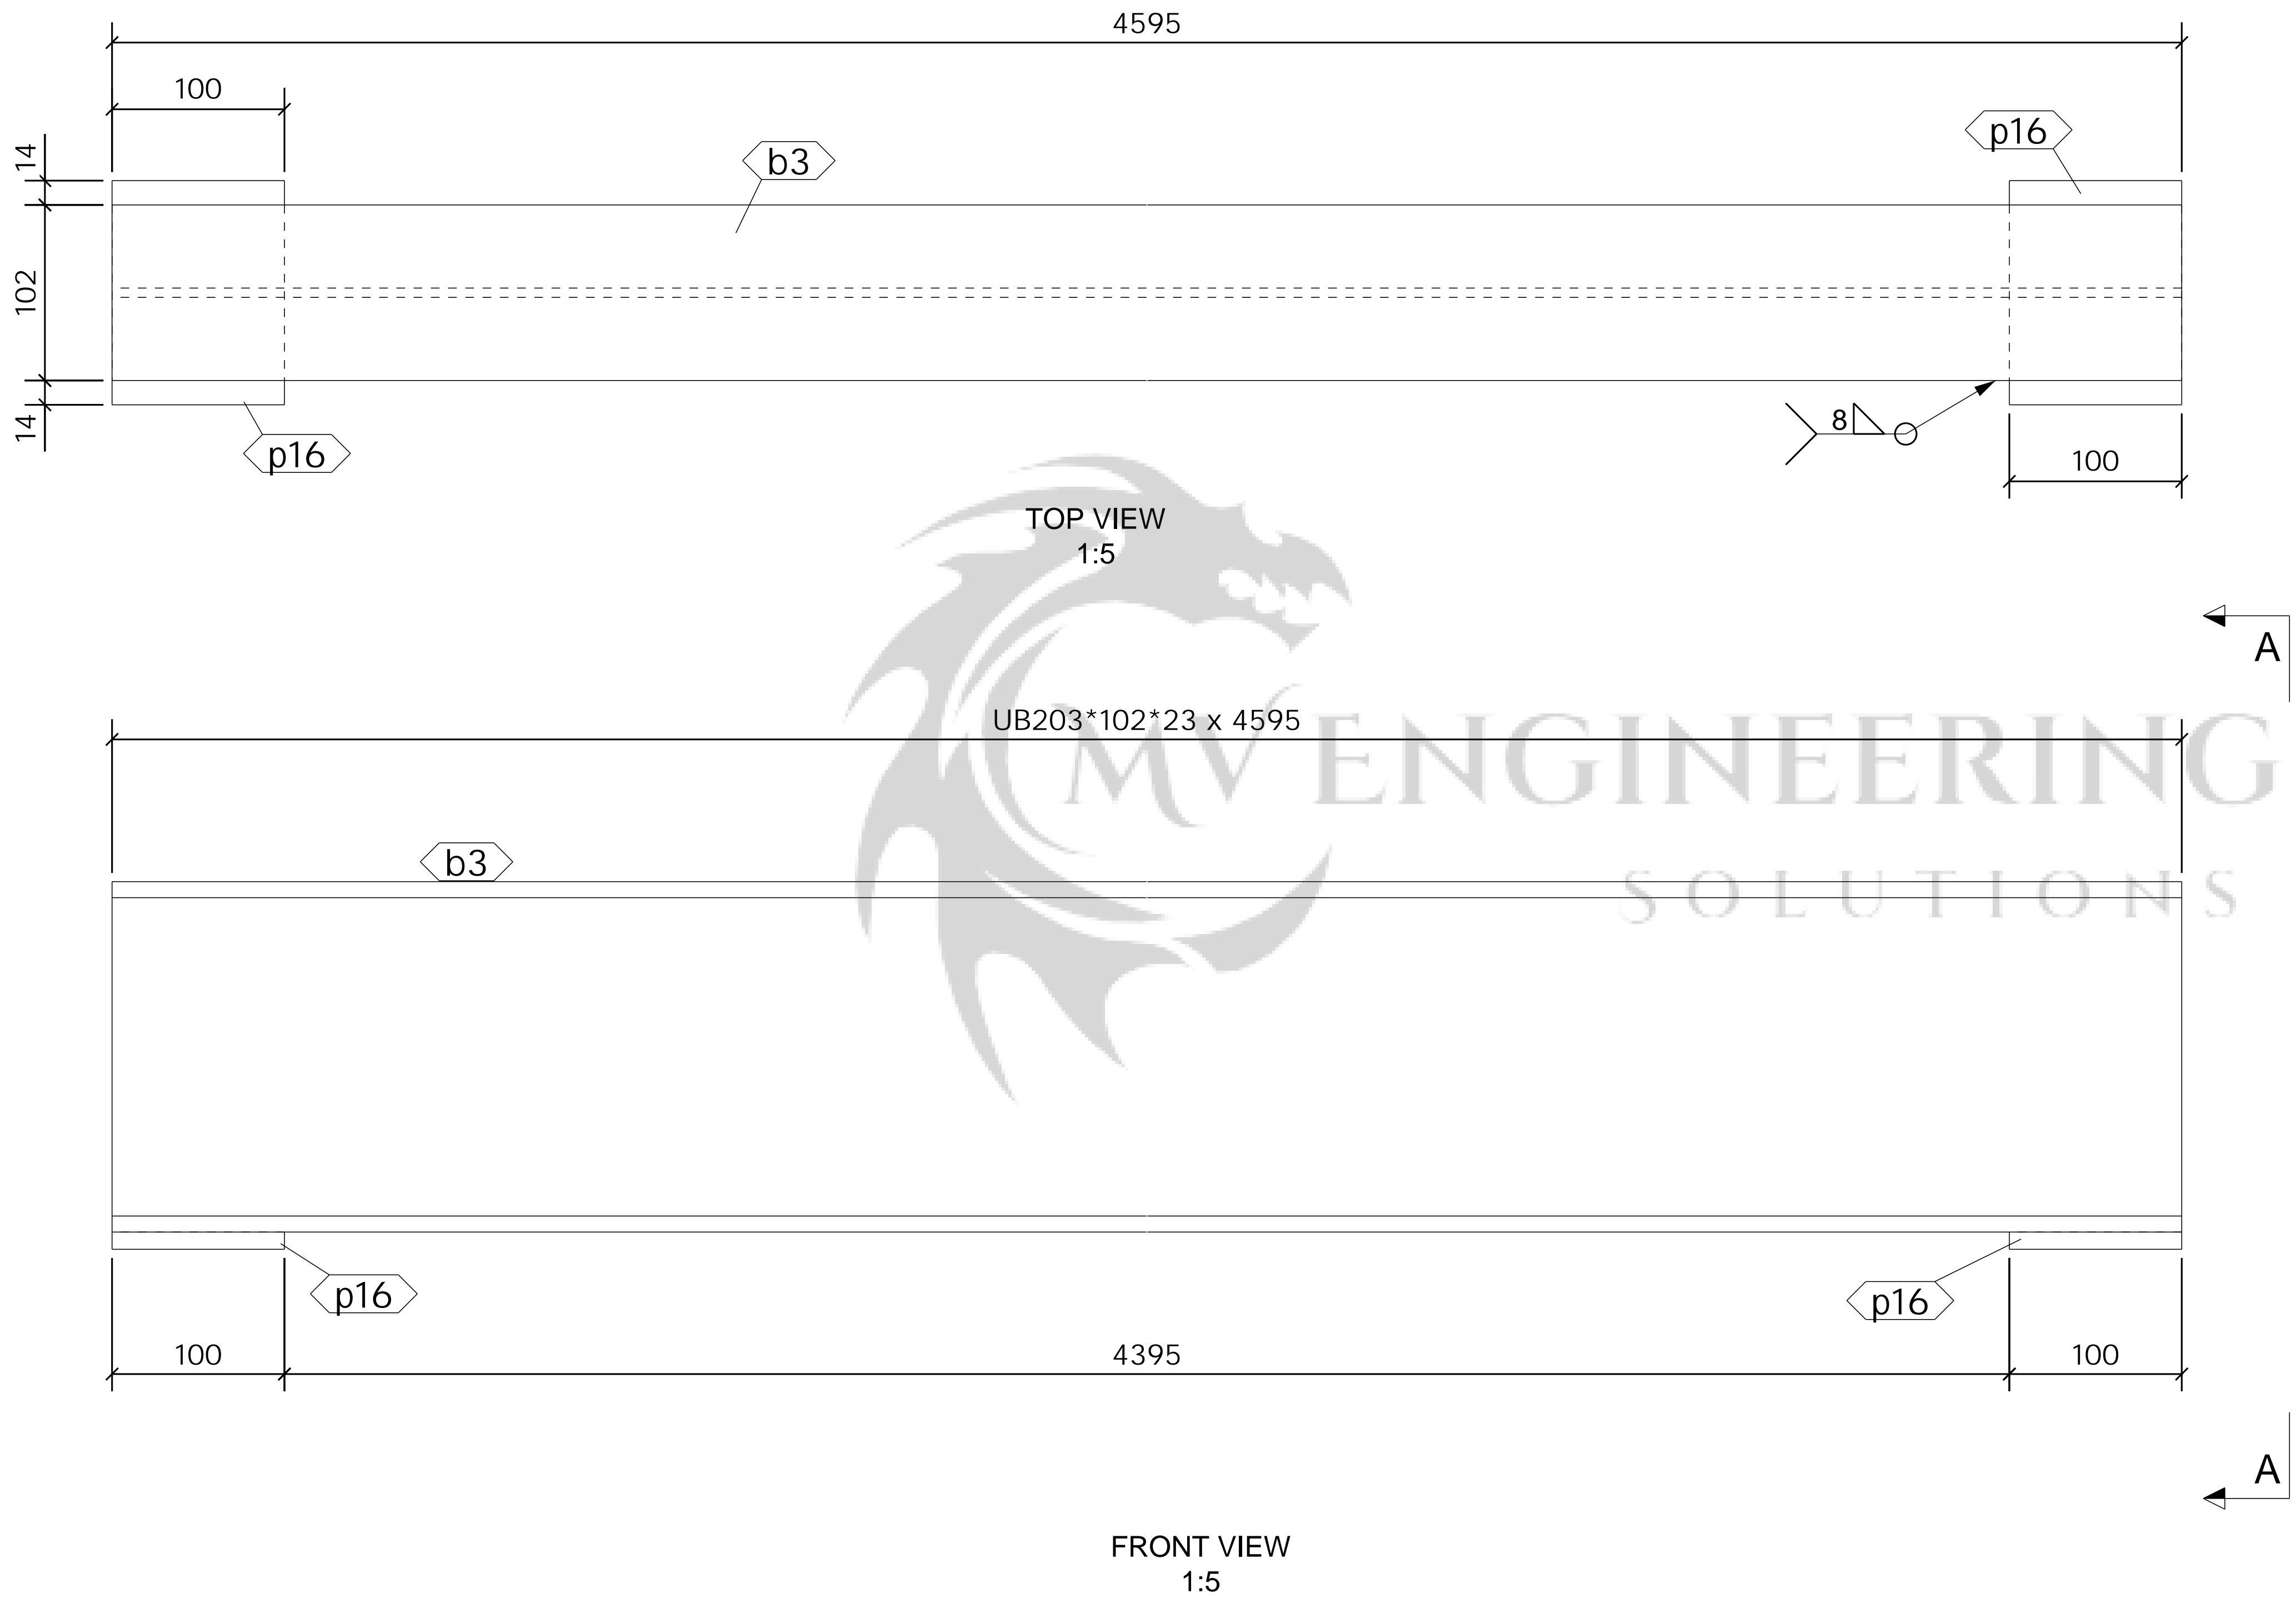 4595
100
14
b3
p16
102
14
8
p16
100
TOP VIEW
1:5
A
UB203*102*23 x 4595
MV ENGINEERING
SOLUTIONS
b3
p16
p16
100
4395
100
A
FRONT VIEW
1:5